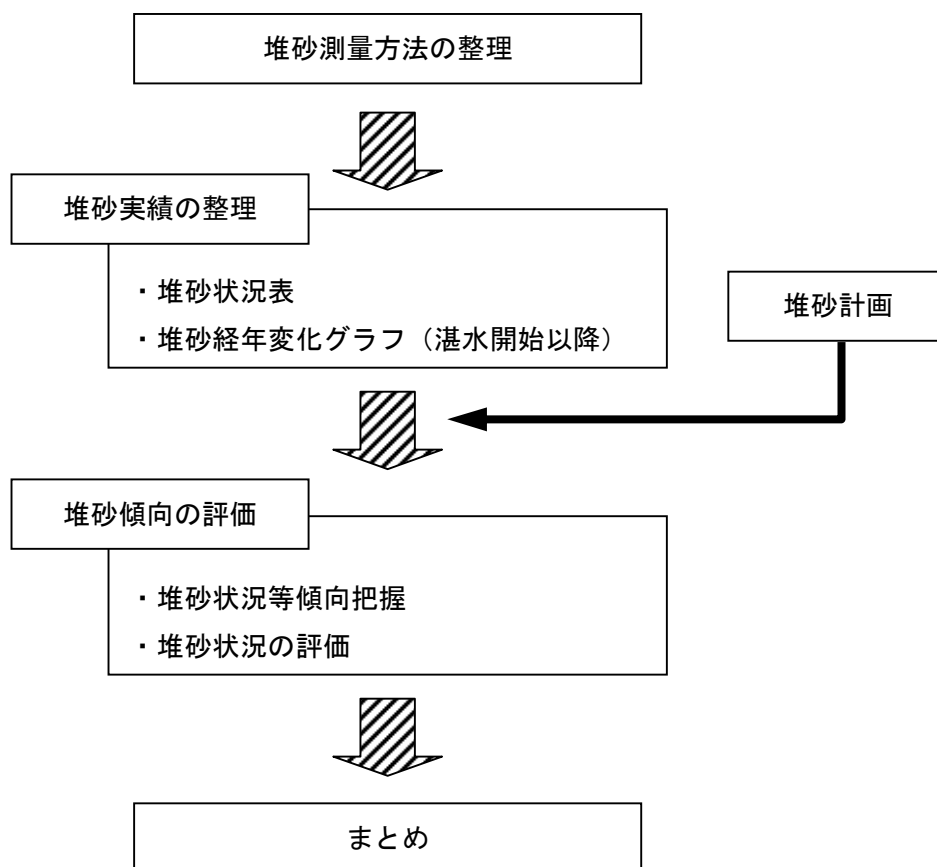 堆砂測量方法の整理
堆砂実績の整理
・堆砂状況表
・堆砂経年変化グラフ（湛水開始以降）
堆砂計画
堆砂傾向の評価
・堆砂状況等傾向把握
・堆砂状況の評価
まとめ